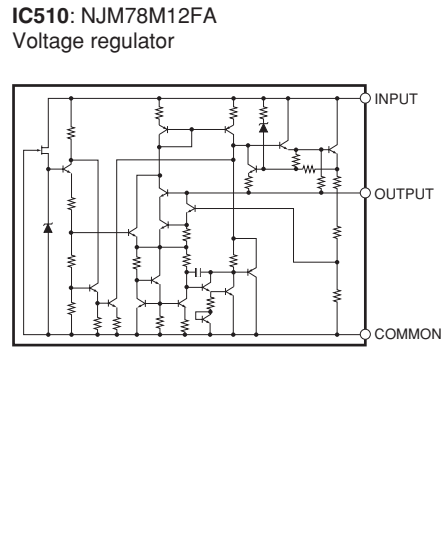 IC510: NJM78M12FA
Voltage regulator
INPUT
OUTPUT
COMMON